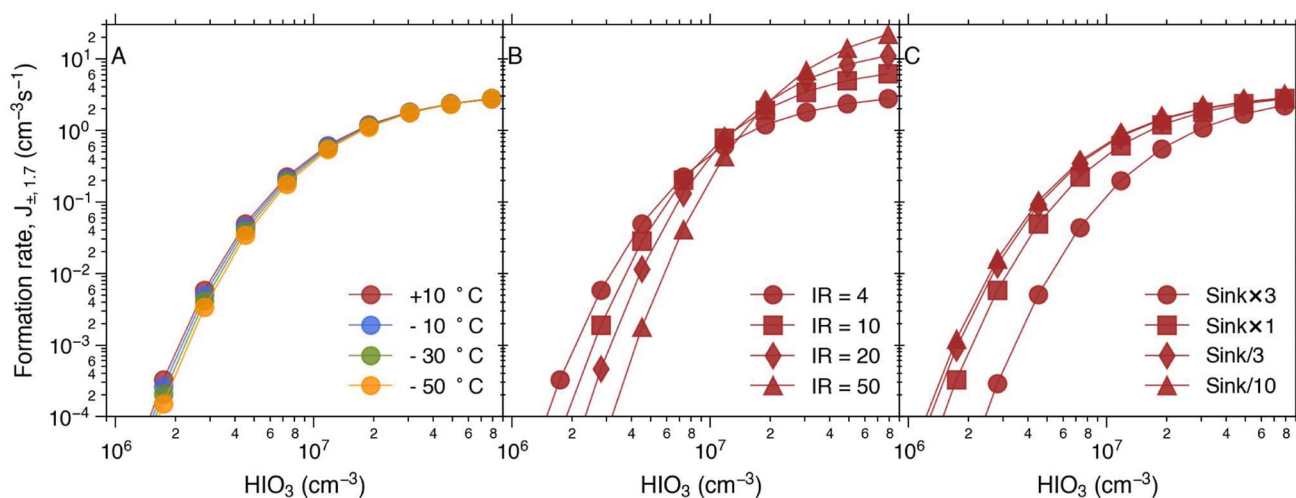 A
B
C
Formation rate, J±, 1.7 (cm⁻³s⁻¹)
2
10¹
6
4
2
10⁰
6
4
2
10⁻¹
6
4
2
10⁻²
6
4
2
10⁻³
6
4
2
10⁻⁴
+10 °C
- 10 °C
- 30 °C
- 50 °C
IR = 4
IR = 10
IR = 20
IR = 50
Sink×3
Sink×1
Sink/3
Sink/10
2 4 6 8 2 4 6 8 2 4 6 8 2 4 6 8 2 4 6 8 2 4 6 8
10⁶ 10⁷ 10⁶ 10⁷ 10⁶ 10⁷
HIO₃ (cm⁻³) HIO₃ (cm⁻³) HIO₃ (cm⁻³)